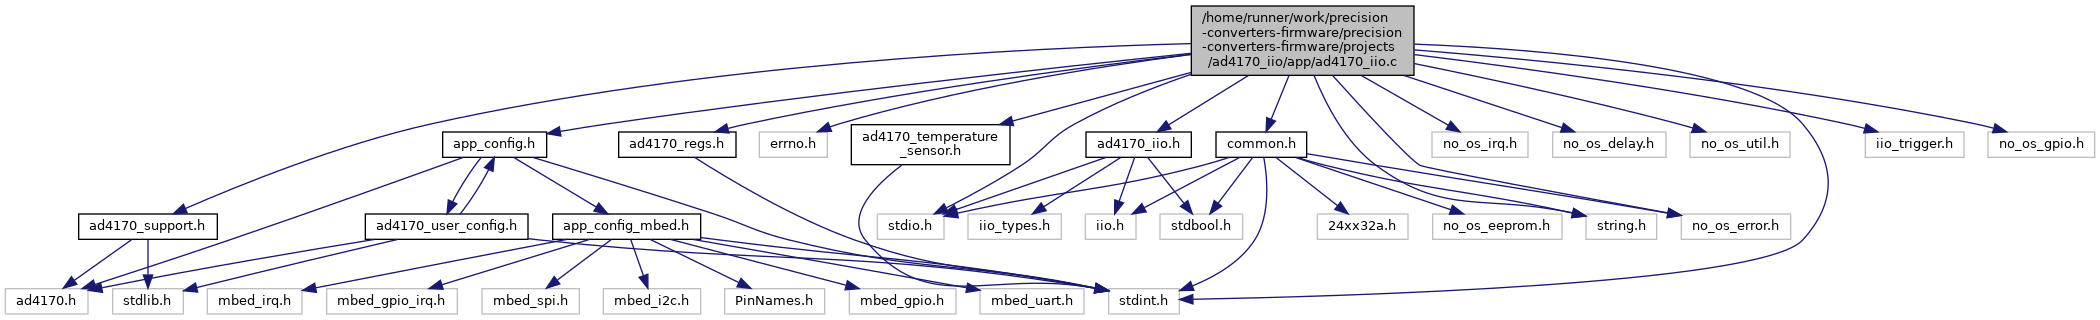 /home/runner/work/precision
-converters-firmware/precision
-converters-firmware/projects
/ad4170_iio/app/ad4170_iio.c
app_config.h
ad4170_regs.h
errno.h
ad4170_temperature
_sensor.h
ad4170_iio.h
common.h
no_os_irq.h
no_os_delay.h
no_os_util.h
iio_trigger.h
no_os_gpio.h
ad4170_support.h
ad4170_user_config.h
app_config_mbed.h
stdio.h
iio_types.h
iio.h
stdbool.h
24xx32a.h
no_os_eeprom.h
string.h
no_os_error.h
ad4170.h
stdlib.h
mbed_irq.h
mbed_gpio_irq.h
mbed_spi.h
mbed_i2c.h
PinNames.h
mbed_gpio.h
mbed_uart.h
stdint.h